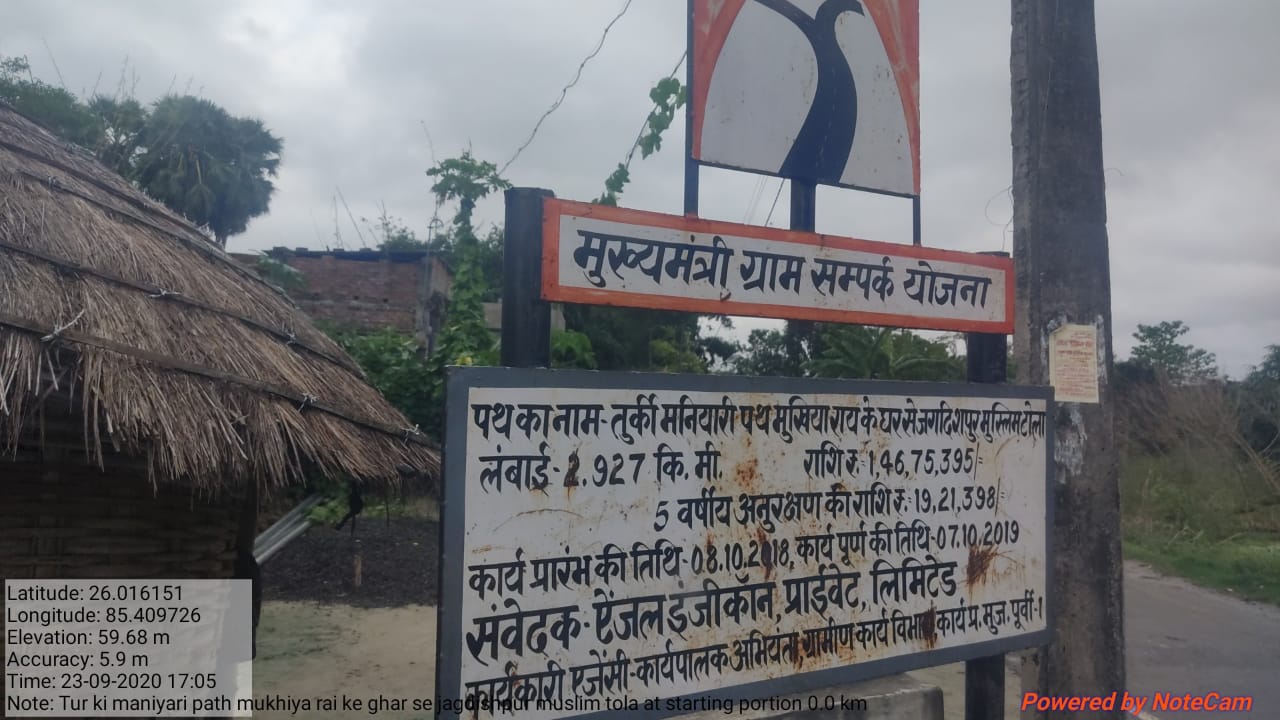 मुख्यमंत्री ग्राम सम्पर्क योजना
पथ का नाम- तुर्की मनियारी पथ मुखिया राय के घर से जगदिशपुर मुस्लिम टोला
लंबाई- 2.927 कि. मी. राशि रु.: 1,46,75,395/-
5 वर्षीय अनुरक्षण की राशि रु.: 19,21,398/-
कार्य प्रारंभ की तिथि- 08.10.2018, कार्य पूर्ण की तिथि- 07.10.2019
संवेदक- ऐंजल इंजीकॉन, प्राईवेट, लिमिटेड
कार्यकारी एजेंसी- कार्यपालक अभियंता, ग्रामीण कार्य विभाग, कार्य प्र. मुज. पूर्वी- 1
Latitude: 26.016151
Longitude: 85.409726
Elevation: 59.68 m
Accuracy: 5.9 m
Time: 23-09-2020 17:05
Note: Tur ki maniyari path mukhiya rai ke ghar se jagdishpur muslim tola at starting portion 0.0 km
Powered by NoteCam